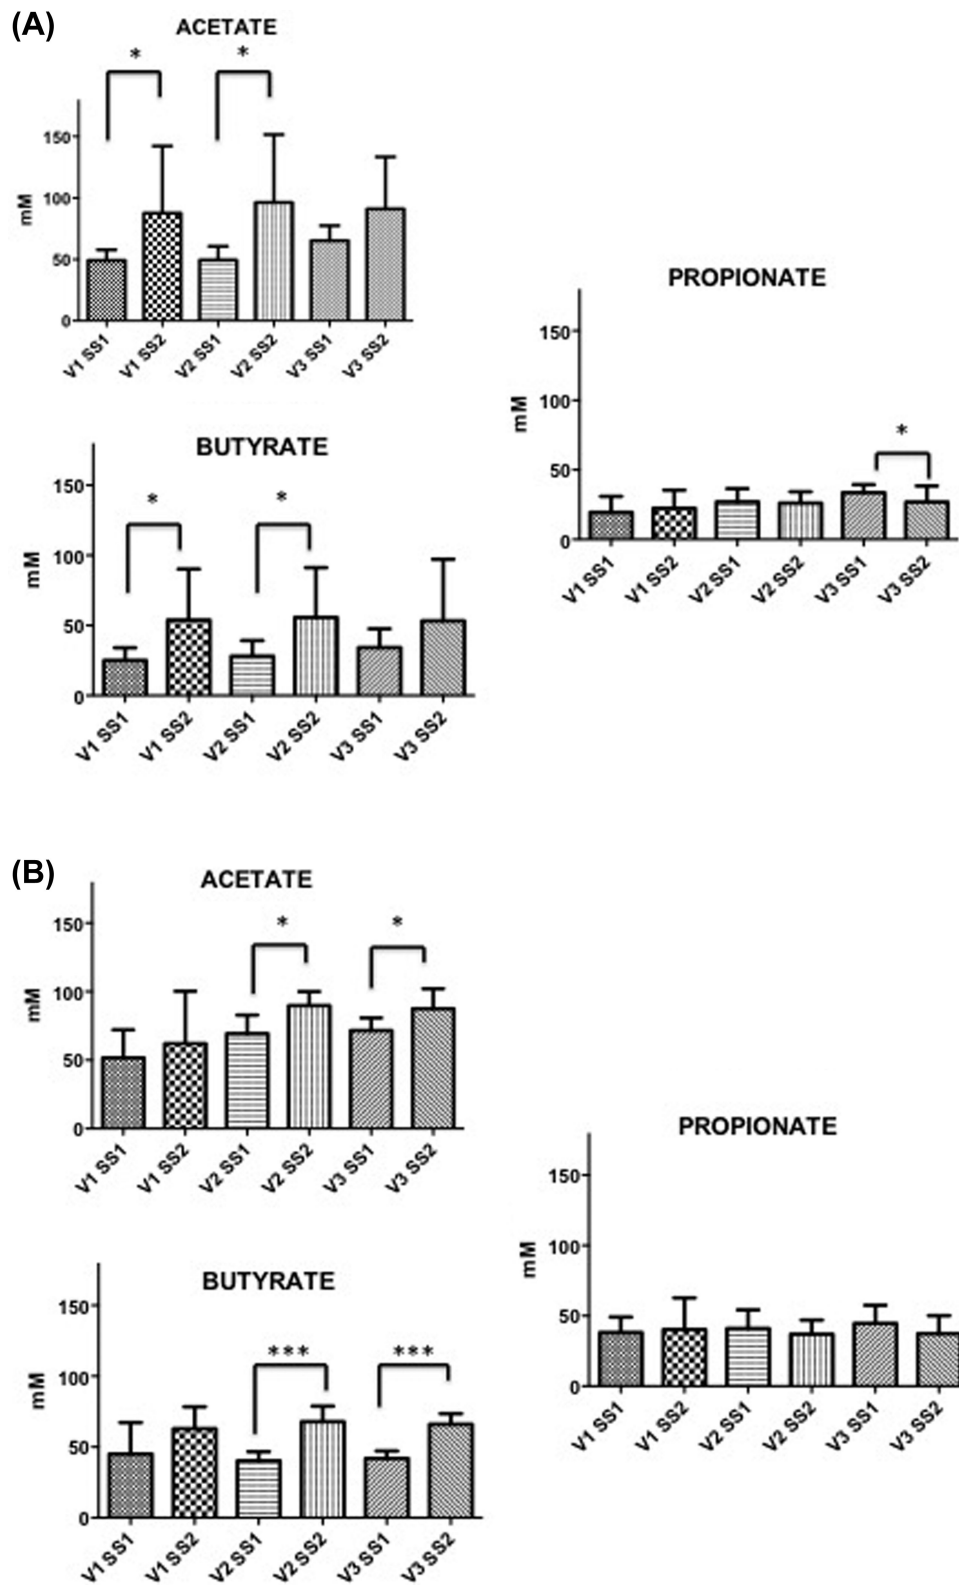 (A)
ACETATE
*
*
150
100
50
0
mM
V1 SS1
V1 SS2
V2 SS1
V2 SS2
V3 SS1
V3 SS2
PROPIONATE
150
100
50
0
mM
*
V1 SS1
V1 SS2
V2 SS1
V2 SS2
V3 SS1
V3 SS2
BUTYRATE
*
*
150
100
50
0
mM
V1 SS1
V1 SS2
V2 SS1
V2 SS2
V3 SS1
V3 SS2
(B)
ACETATE
*
*
150
100
50
0
mM
V1 SS1
V1 SS2
V2 SS1
V2 SS2
V3 SS1
V3 SS2
PROPIONATE
150
100
50
0
mM
V1 SS1
V1 SS2
V2 SS1
V2 SS2
V3 SS1
V3 SS2
BUTYRATE
***
***
150
100
50
0
mM
V1 SS1
V1 SS2
V2 SS1
V2 SS2
V3 SS1
V3 SS2